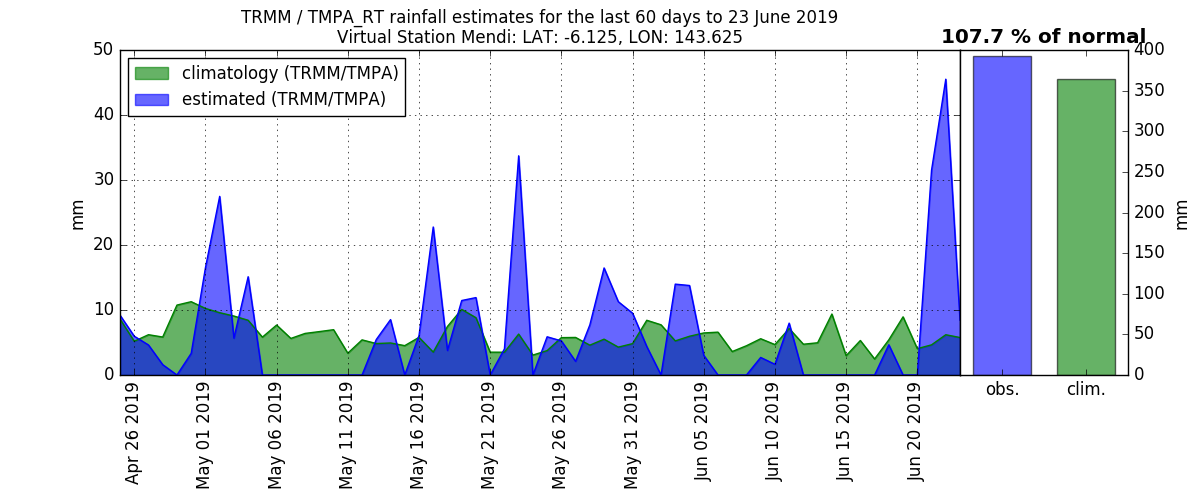 TRMM / TMPA_RT rainfall estimates for the last 60 days to 23 June 2019
Virtual Station Mendi: LAT: -6.125, LON: 143.625
107.7 % of normal
climatology (TRMM/TMPA)
estimated (TRMM/TMPA)
50
40
30
20
10
0
mm
400
350
300
250
200
150
100
50
0
mm
Apr 26 2019
May 01 2019
May 06 2019
May 11 2019
May 16 2019
May 21 2019
May 26 2019
May 31 2019
Jun 05 2019
Jun 10 2019
Jun 15 2019
Jun 20 2019
obs.
clim.